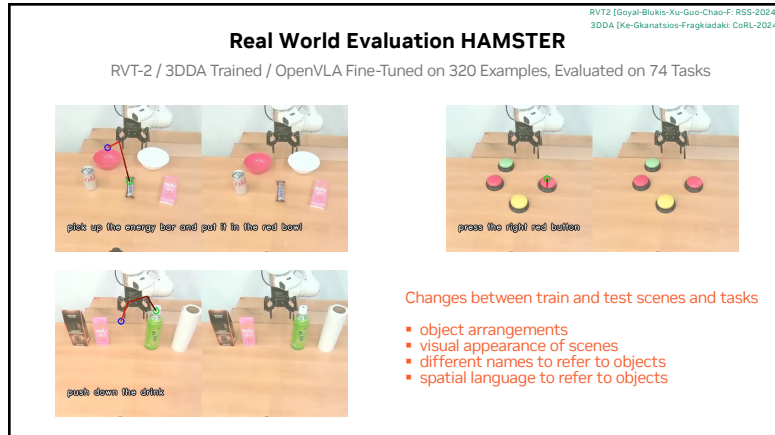 RVT2 [Goyal-Blukis-Xu-Guo-Chao-F: RSS-2024
3DDA [Ke-Gkanatsios-Fragkiadaki: CoRL-2024
Real World Evaluation HAMSTER
RVT-2 / 3DDA Trained / OpenVLA Fine-Tuned on 320 Examples, Evaluated on 74 Tasks
pick up the energy bar and put it in the red bowl
press the right red button
push down the drink
Changes between train and test scenes and tasks
▪ object arrangements
▪ visual appearance of scenes
▪ different names to refer to objects
▪ spatial language to refer to objects